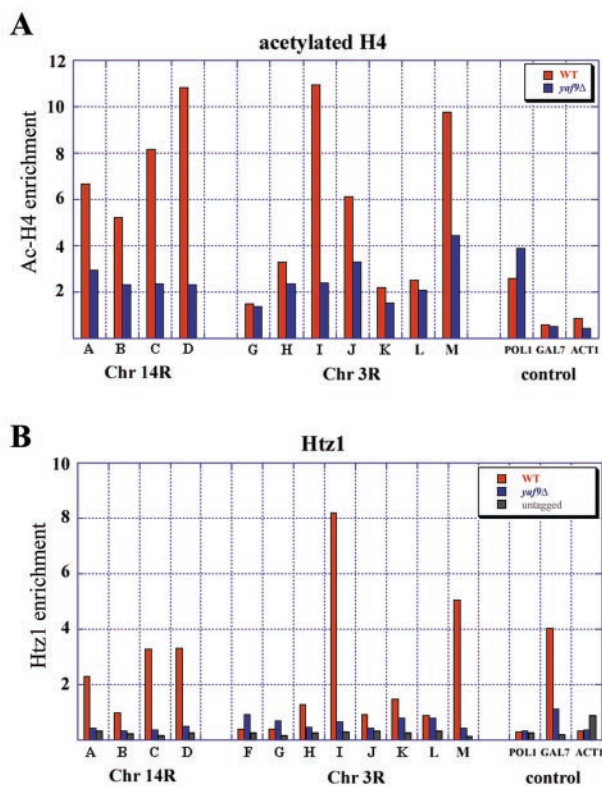 A
acetylated H4
12
10
8
6
4
2
Ac-H4 enrichment
WT
yaf9Δ
A B C D G H I J K L M POL1 GAL7 ACT1
Chr 14R Chr 3R control
B
Htz1
10
8
6
4
2
Htz1 enrichment
WT
yaf9Δ
untagged
A B C D F G H I J K L M POL1 GAL7 ACT1
Chr 14R Chr 3R control